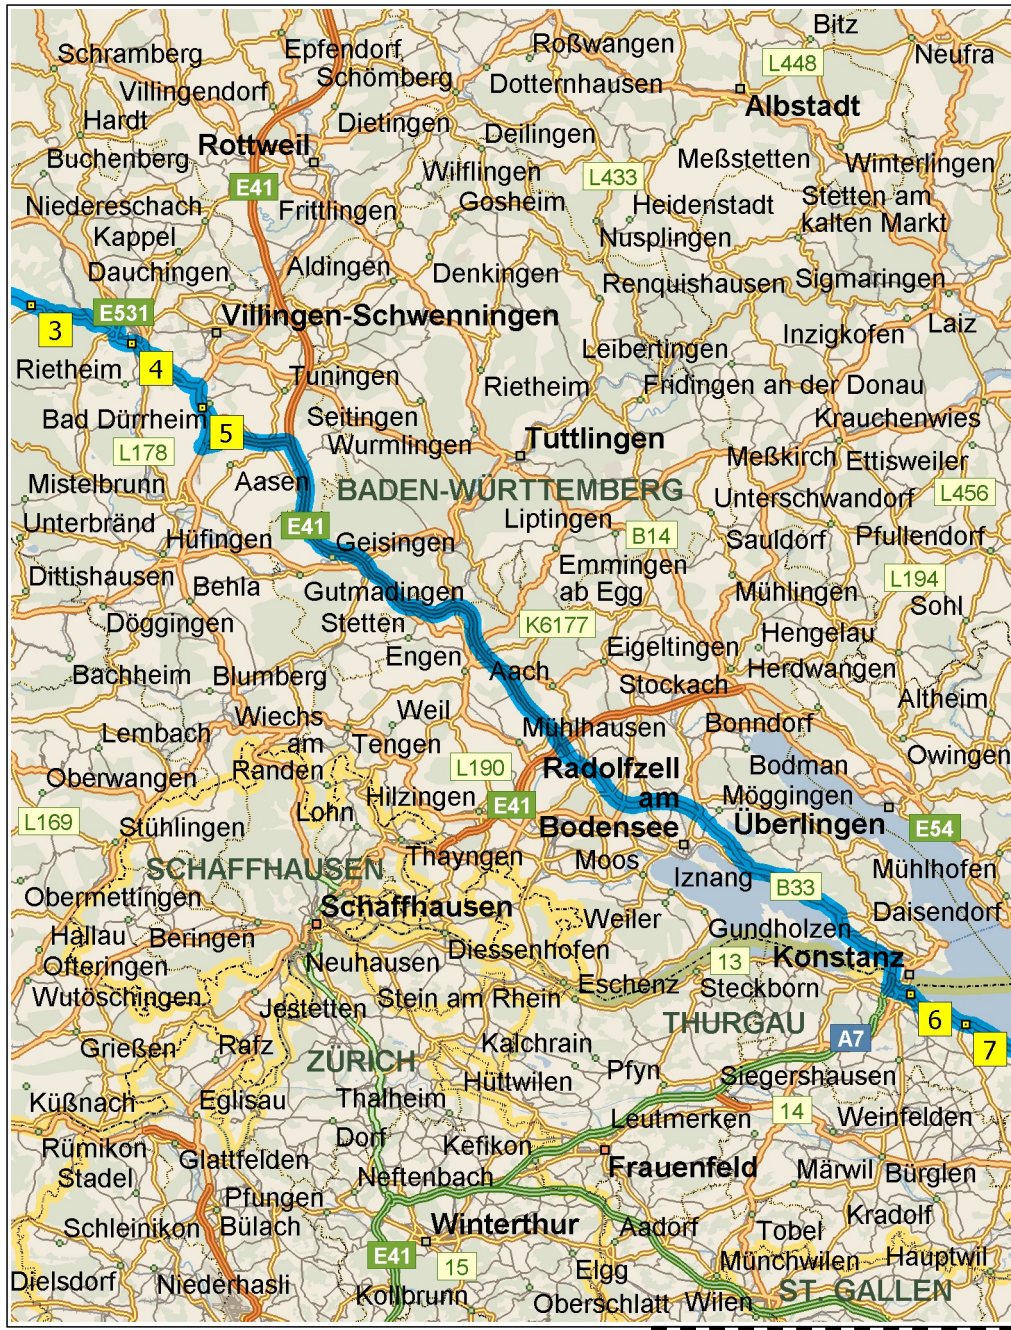 Bitz
Epfendorf
Roßwangen
Schramberg
Neufra
L448
Schömberg
Dotternhausen
Villingendorf
Albstadt
Hardt
Dietingen
Deilingen
Rottweil
Buchenberg
Meßstetten
Winterlingen
Wilflingen
L433
E41
Gosheim
Stetten am
kalten Markt
Niedereschach
Frittlingen
Heidenstadt
Kappel
Nusplingen
Dauchingen
Aldingen
Denkingen
Renquishausen
Sigmaringen
E531
3
Villingen-Schwenningen
Inzigkofen
Laiz
Leibertingen
Rietheim
4
Tuningen
Rietheim
Fridingen an der Donau
Bad Dürrheim
5
Seitingen
Krauchenwies
Wurmlingen
Tuttlingen
L178
Meßkirch
Ettisweiler
Mistelbrunn
Aasen
BADEN-WÜRTTEMBERG
Unterschwandorf
L456
Unterbränd
E41
Liptingen
B14
Hüfingen
Geisingen
Sauldorf
Pfullendorf
Dittishausen
Behla
Gutmadingen
Emmingen
ab Egg
Mühlingen
L194
Sohl
Döggingen
Stetten
K6177
Hengelau
Engen
Eigeltingen
Bachheim
Blumberg
Aach
Stockach
Herdwangen
Altheim
Wiechs
am
Randen
Weil
Mühlhausen
Bonndorf
Lembach
Tengen
Owingen
Oberwangen
L190
Radolfzell
am
Bodensee
Bodman
Hilzingen
E41
Möggingen
L169
Lohn
Überlingen
E54
Stühlingen
Thayngen
Moos
SCHAFFHAUSEN
Iznang
B33
Mühlhofen
Obermettingen
Schaffhausen
Weiler
Gundholzen
Daisendorf
Hallau
Beringen
Diessenhofen
Ofteringen
Neuhausen
13
Konstanz
Wutöschingen
Jestetten
Stein am Rhein
Eschenz
Steckborn
THURGAU
6
Grießen
Rafz
ZÜRICH
Kalchrain
A7
7
Hüttwilen
Pfyn
Siegershausen
Küßnach
Eglisau
Thalheim
Leutmerken
14
Weinfelden
Rümikon
Dorf
Kefikon
Stadel
Glattfelden
Neftenbach
Frauenfeld
Märwil
Bürglen
Pfungen
Schleinikon
Bülach
Winterthur
Aadorf
Tobel
Kradolf
E41
15
Elgg
Münchwilen
Hauptwil
Dielsdorf
Niederhasli
Kollbrunn
Oberschlatt
Wilen
ST. GALLEN